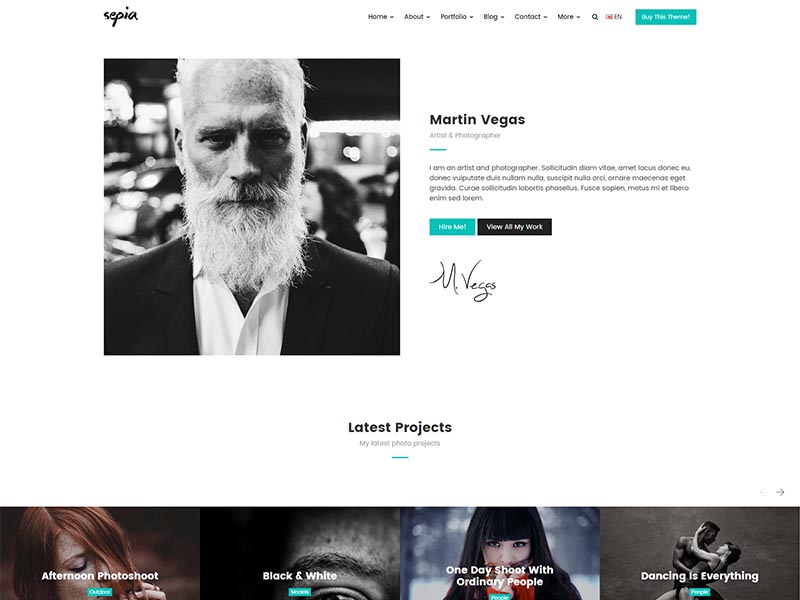 sepia
Home About Portfolio Blog Contact More EN Buy This Theme!
Martin Vegas
Artist & Photographer
I am an artist and photographer. Sollicitudin diam vitae, amet lacus donec eu,
donec vulputate duis nullam nulla, suscipit nulla orci, ornare maecenas eget
gravida. Curae sollicitudin lobortis phasellus. Fusce sapien, metus mi et libero
enim sed lorem.
Hire Me! View All My Work
M. Vegas
Latest Projects
My latest photo projects
Afternoon Photoshoot
Outdoor
Black & White
Models
One Day Shoot With
Ordinary People
People
Dancing Is Everything
People